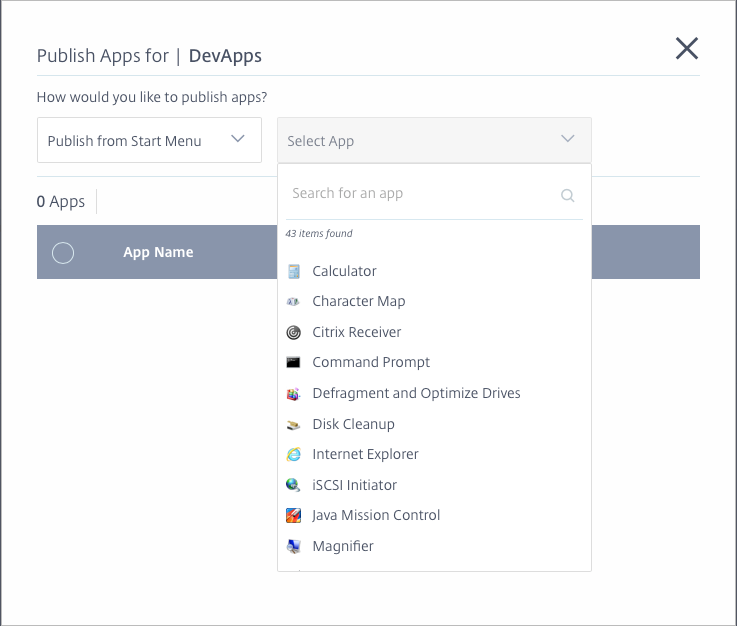 Publish Apps for | DevApps
How would you like to publish apps?
Publish from Start Menu
Select App
Search for an app
0 Apps
43 items found
App Name
Calculator
Character Map
Citrix Receiver
Command Prompt
Defragment and Optimize Drives
Disk Cleanup
Internet Explorer
iSCSI Initiator
Java Mission Control
Magnifier